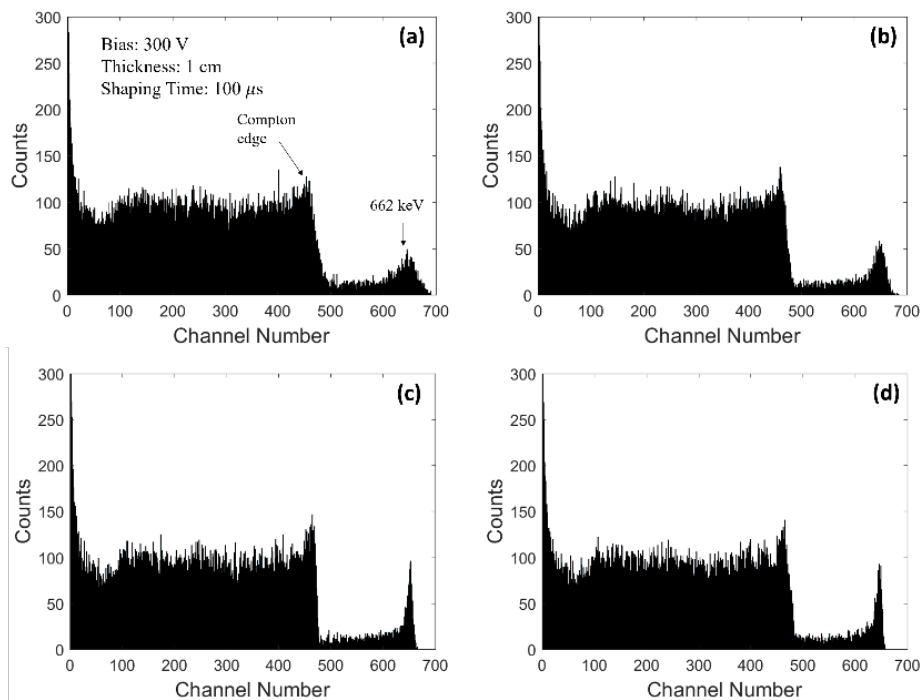 (a)
Bias: 300 V
Thickness: 1 cm
Shaping Time: 100 μs
Compton
edge
662 keV
Counts
300
250
200
150
100
50
0
0 100 200 300 400 500 600 700
Channel Number
(b)
Counts
300
250
200
150
100
50
0
0 100 200 300 400 500 600 700
Channel Number
(c)
Counts
300
250
200
150
100
50
0
0 100 200 300 400 500 600 700
Channel Number
(d)
Counts
300
250
200
150
100
50
0
0 100 200 300 400 500 600 700
Channel Number